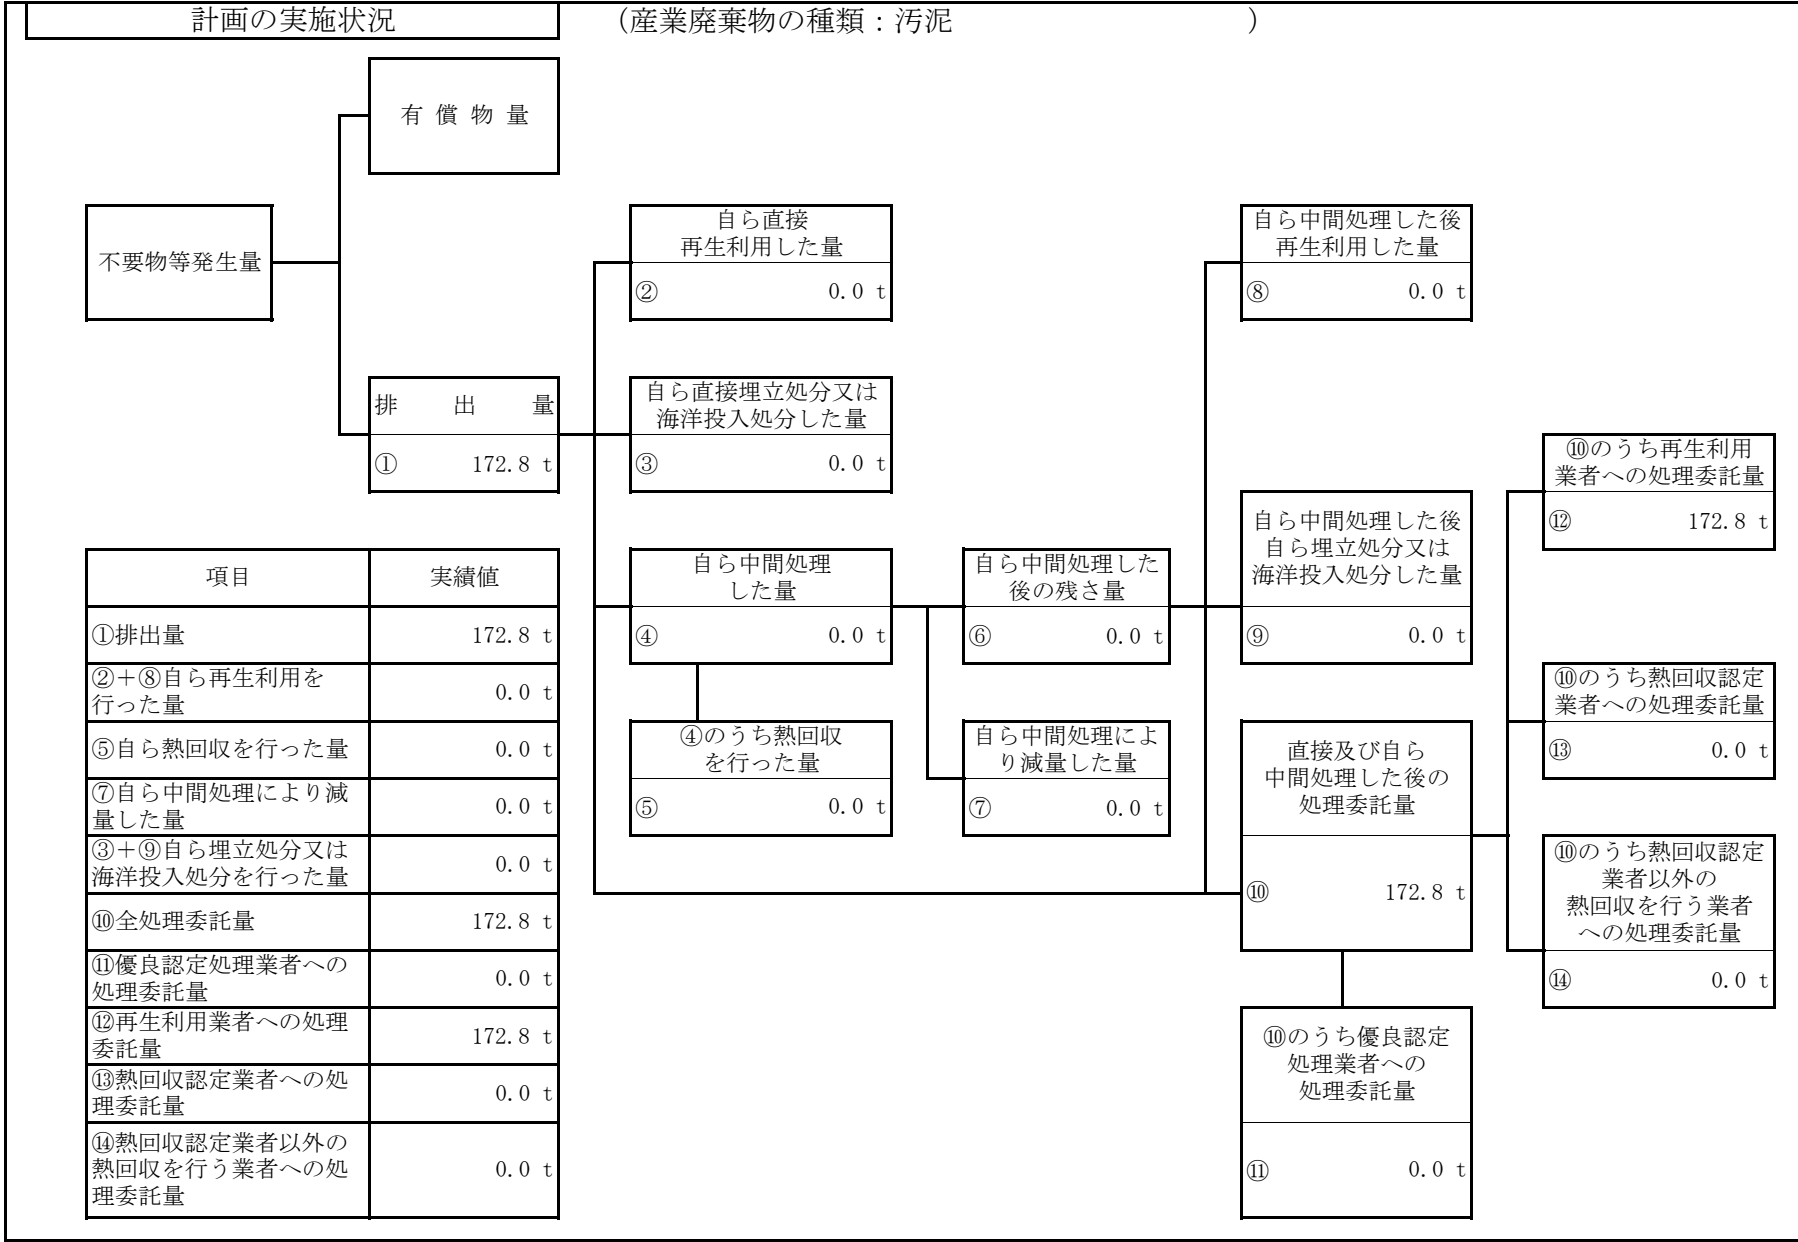 計画の実施状況
（産業廃棄物の種類：汚泥　　　　　　　　　　　　　）
有 償 物 量
不要物等発生量
排　出　量
① 172.8 t
自ら直接
再生利用した量
② 0.0 t
自ら直接埋立処分又は
海洋投入処分した量
③ 0.0 t
自ら中間処理
した量
④ 0.0 t
④のうち熱回収
を行った量
⑤ 0.0 t
自ら中間処理した
後の残さ量
⑥ 0.0 t
自ら中間処理によ
り減量した量
⑦ 0.0 t
自ら中間処理した後
再生利用した量
⑧ 0.0 t
自ら中間処理した後
自ら埋立処分又は
海洋投入処分した量
⑨ 0.0 t
直接及び自ら
中間処理した後の
処理委託量
⑩ 172.8 t
⑩のうち優良認定
処理業者への
処理委託量
⑪ 0.0 t
⑩のうち再生利用
業者への処理委託量
⑫ 172.8 t
⑩のうち熱回収認定
業者への処理委託量
⑬ 0.0 t
⑩のうち熱回収認定
業者以外の
熱回収を行う業者
への処理委託量
⑭ 0.0 t
項目 実績値
①排出量 172.8 t
②＋⑧自ら再生利用を
行った量 0.0 t
⑤自ら熱回収を行った量 0.0 t
⑦自ら中間処理により減
量した量 0.0 t
③＋⑨自ら埋立処分又は
海洋投入処分を行った量 0.0 t
⑩全処理委託量 172.8 t
⑪優良認定処理業者への
処理委託量 0.0 t
⑫再生利用業者への処理
委託量 172.8 t
⑬熱回収認定業者への処
理委託量 0.0 t
⑭熱回収認定業者以外の
熱回収を行う業者への処
理委託量 0.0 t